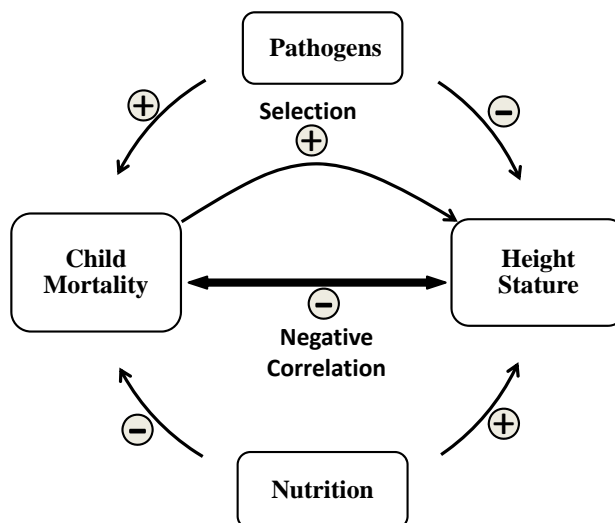 Pathogens
+
Selection
−
+
Child
Mortality
Height
Stature
−
Negative
Correlation
−
+
Nutrition